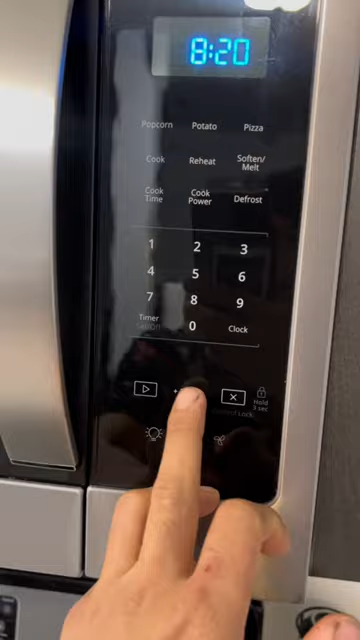 8:20
Popcorn Potato Pizza
Cook Reheat Soften/
Melt
Cook
Time Cook
Power Defrost
1 2 3
4 5 6
7 8 9
Timer
0 Clock
Hold
3 sec
Lock